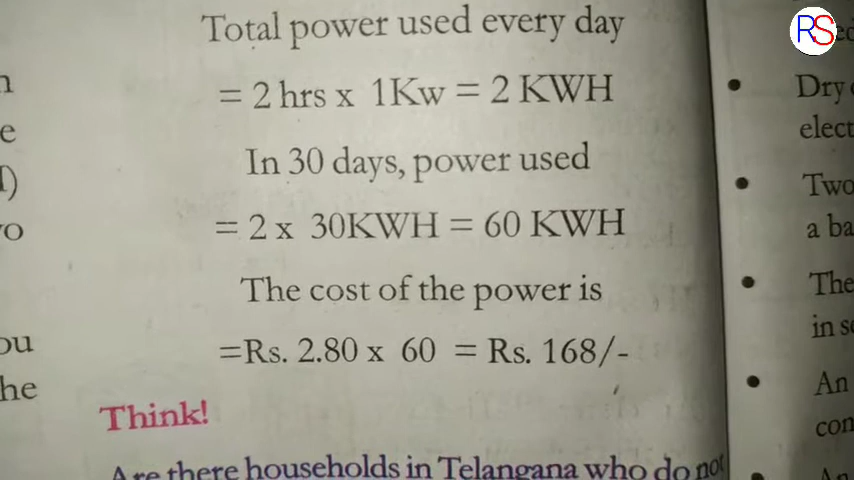 RS
Total power used every day
= 2 hrs x 1Kw = 2 KWH
In 30 days, power used
= 2 x 30KWH = 60 KWH
The cost of the power is
=Rs. 2.80 x 60 = Rs. 168/-
Think!
Are there households in Telangana who do not
he
• Dry
elect
• Two
a ba
• The
in s
• An
con